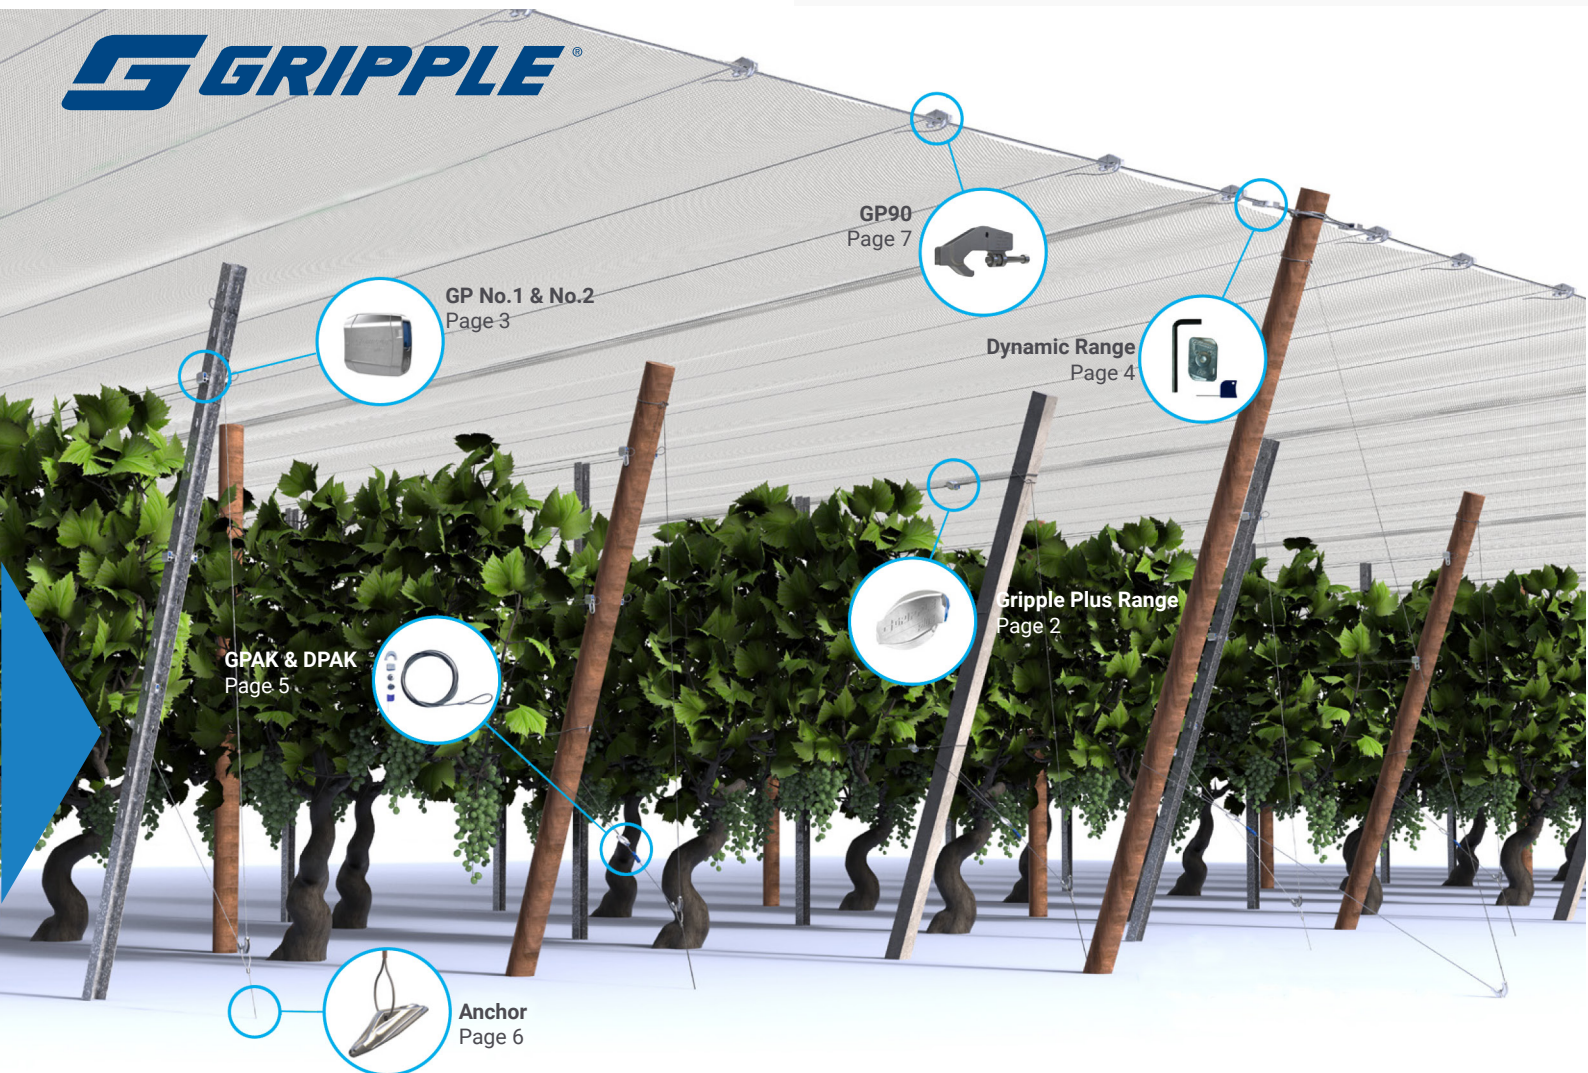 GRIPPLE®
GP90
Page 7
GP No.1 & No.2
Page 3
Dynamic Range
Page 4
Gripple Plus Range
Page 2
GPAK & DPAK
Page 5
Anchor
Page 6